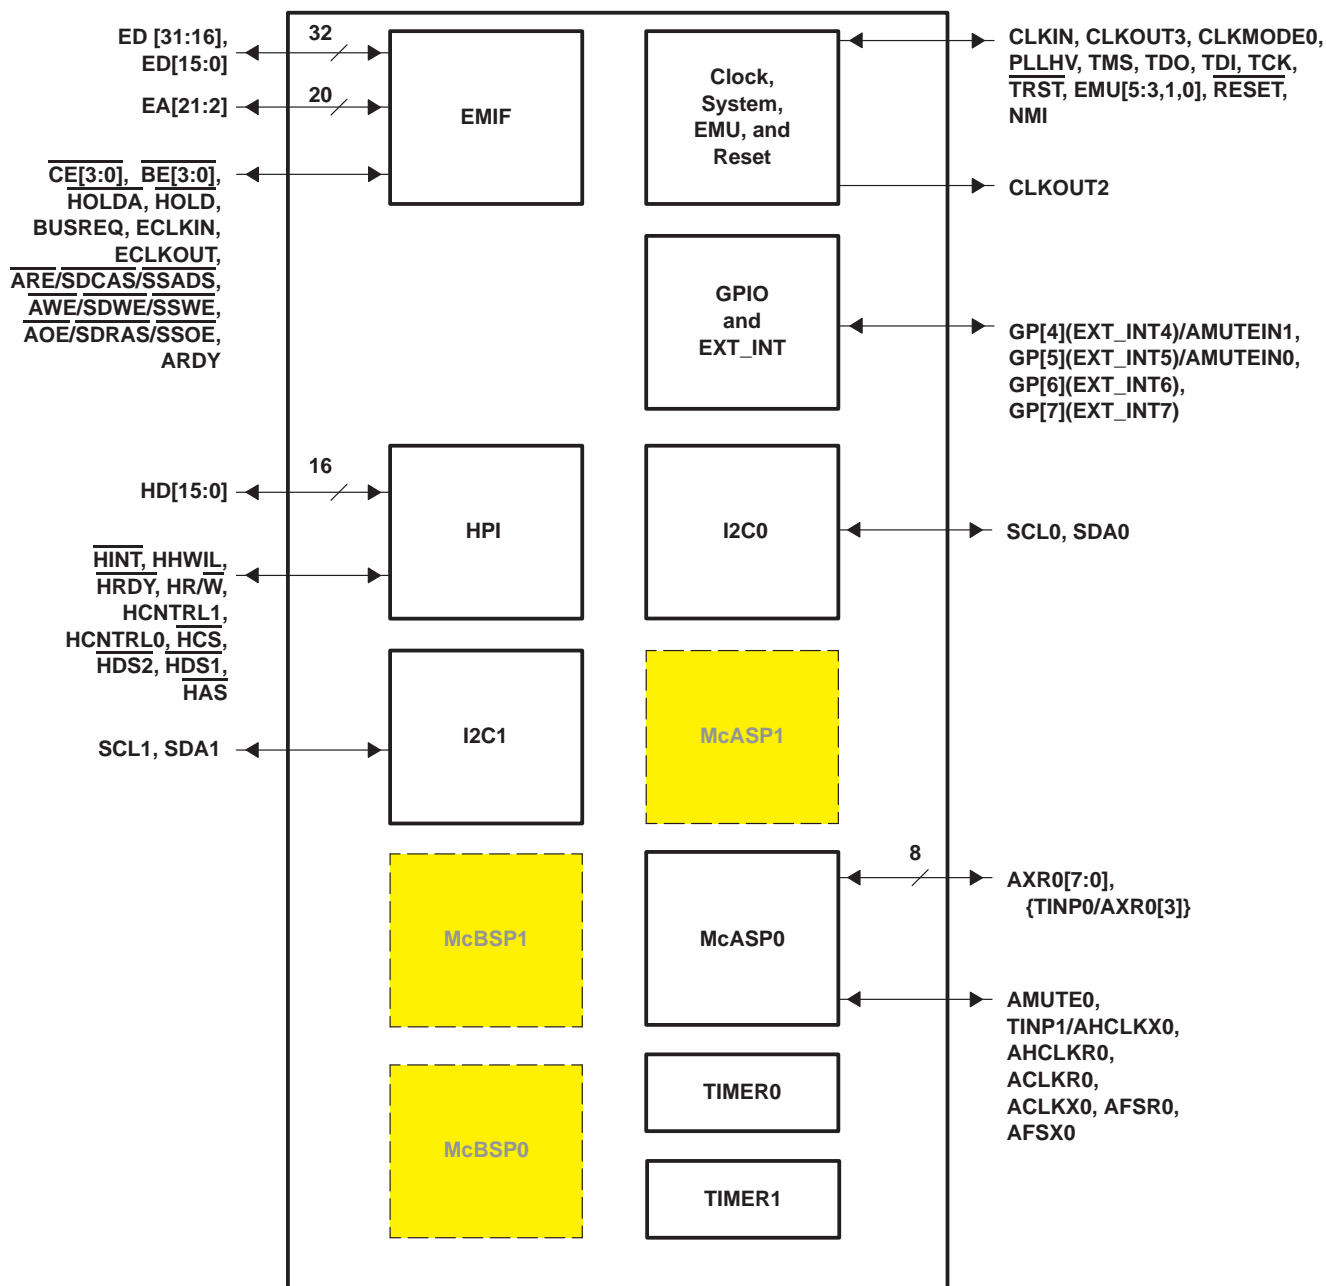 ED [31:16],
ED[15:0]
32
EA[21:2]
20
EMIF
CE[3:0], BE[3:0],
HOLDA, HOLD,
BUSREQ, ECLKIN,
ECLKOUT,
ARE/SDCAS/SSADS,
AWE/SDWE/SSWE,
AOE/SDRAS/SSOE,
ARDY
Clock,
System,
EMU, and
Reset
CLKIN, CLKOUT3, CLKMODE0,
PLLHV, TMS, TDO, TDI, TCK,
TRST, EMU[5:3,1,0], RESET,
NMI
CLKOUT2
GPIO
and
EXT_INT
GP[4](EXT_INT4)/AMUTEIN1,
GP[5](EXT_INT5)/AMUTEIN0,
GP[6](EXT_INT6),
GP[7](EXT_INT7)
HD[15:0]
16
HPI
HINT, HHWIL,
HRDY, HR/W,
HCNTRL1,
HCNTRL0, HCS,
HDS2, HDS1,
HAS
I2C0
SCL0, SDA0
SCL1, SDA1
I2C1
McASP1
McBSP1
McASP0
8
AXR0[7:0],
{TINP0/AXR0[3]}
AMUTE0,
TINP1/AHCLKX0,
AHCLKR0,
ACLKR0,
ACLKX0, AFSR0,
AFSX0
McBSP0
TIMER0
TIMER1